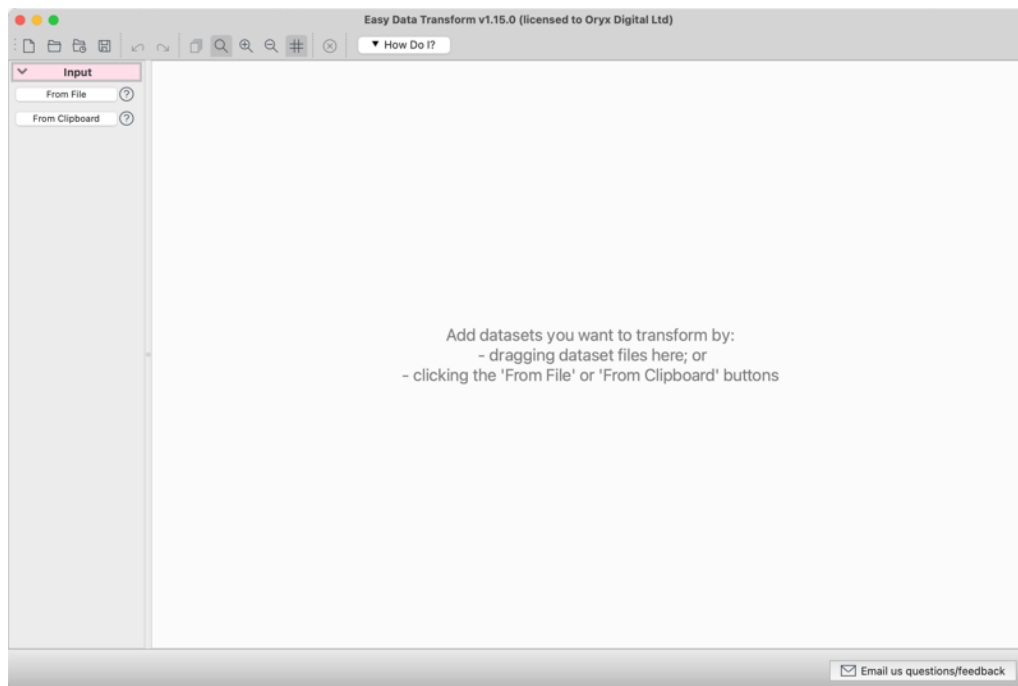 Easy Data Transform v1.15.0 (licensed to Oryx Digital Ltd)
▼ How Do I?
Input
From File ?
From Clipboard ?
Add datasets you want to transform by:
- dragging dataset files here; or
- clicking the 'From File' or 'From Clipboard' buttons
Email us questions/feedback